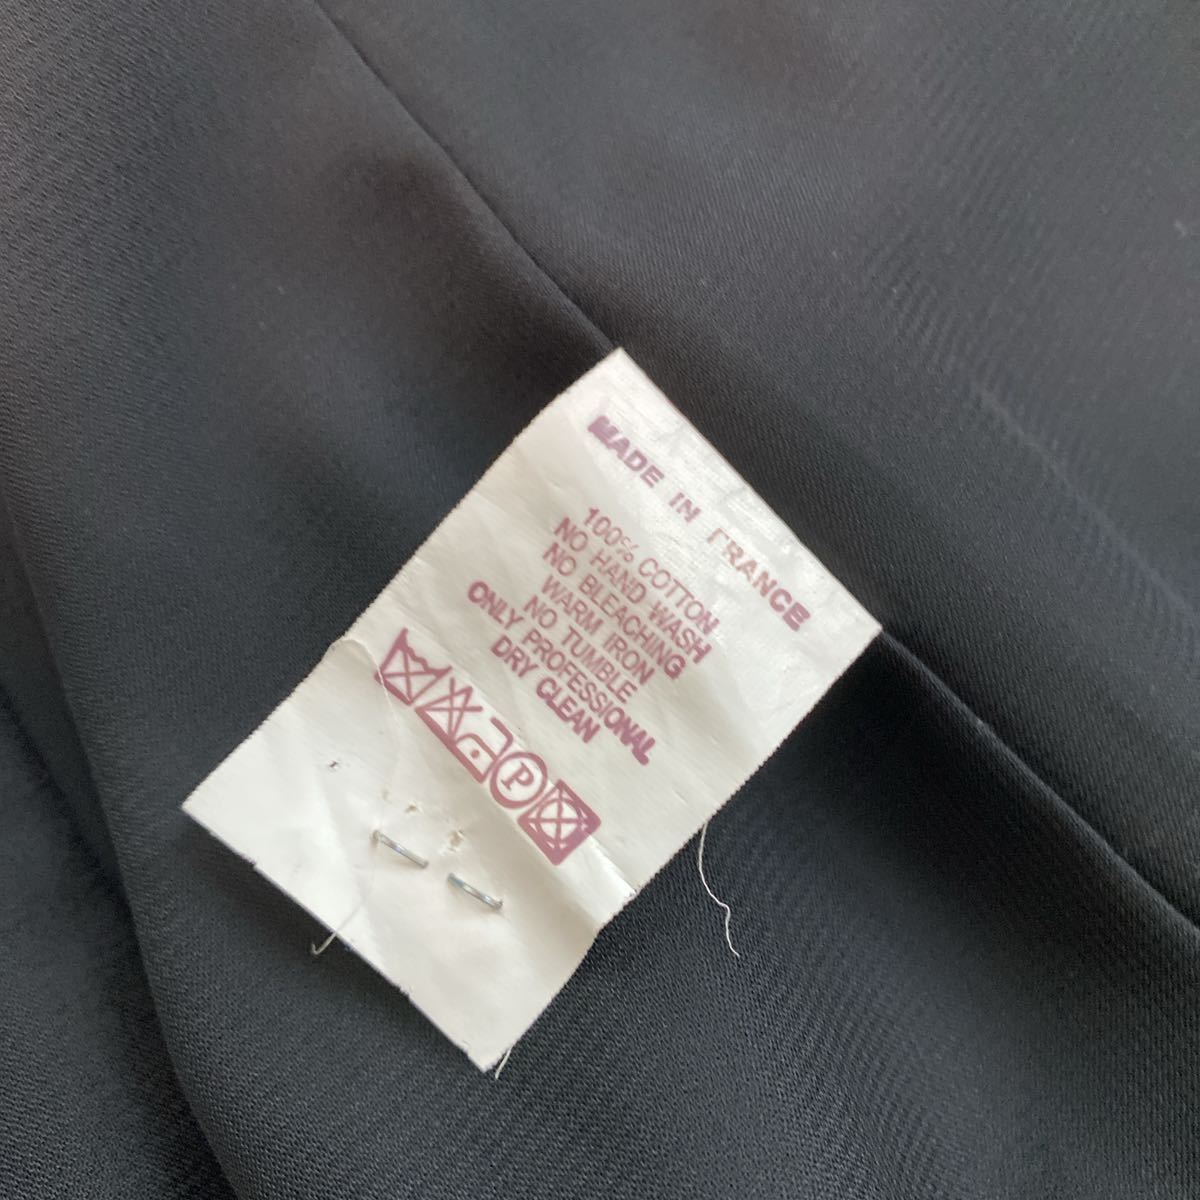 MADE IN FRANCE
100% COTTON
NO HAND WASH
NO BLEACHING
WARM IRON
NO TUMBLE
ONLY PROFESSIONAL
DRY CLEAN
P